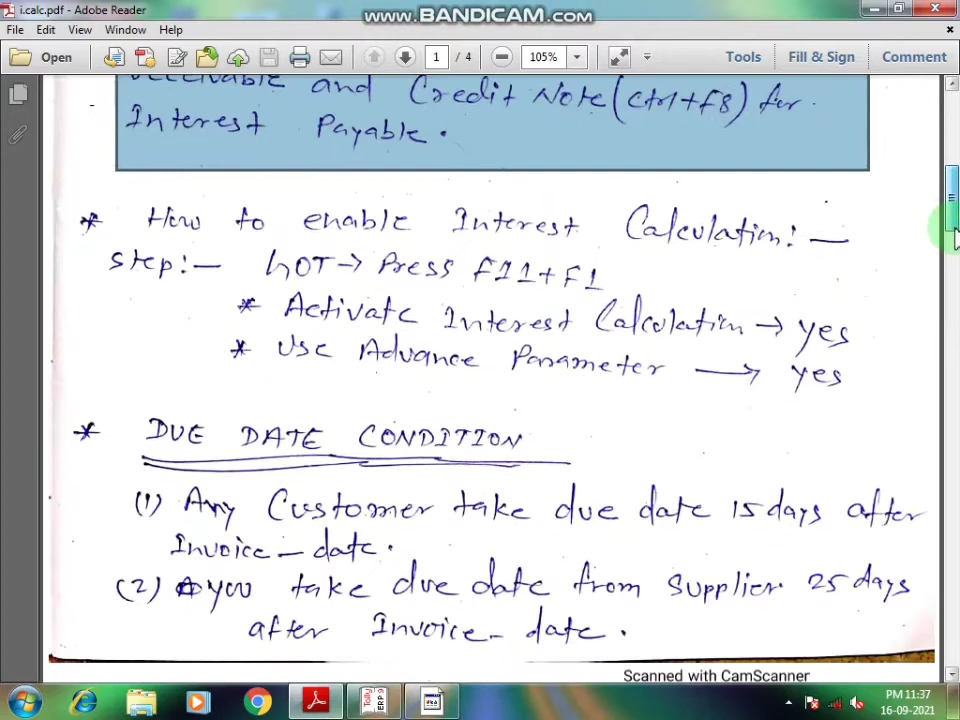 i.calc.pdf - Adobe Reader
www.BANDICAM.com
File Edit View Window Help
Open 1 / 4 105% Tools Fill & Sign Comment
Receivable and Credit Note (Ctrl+F8) for
Interest Payable.
* How to enable Interest Calculation:—
step:— GOT → Press F11+F1
* Activate Interest Calculation → yes
* Use Advance Parameter → yes
* DUE DATE CONDITION
(1) Any Customer take due date 15 days after
Invoice-date.
(2) you take due date from supplier. 25 days
after Invoice-date.
Scanned with CamScanner
Tally ERP9
PM 11:37
16-09-2021